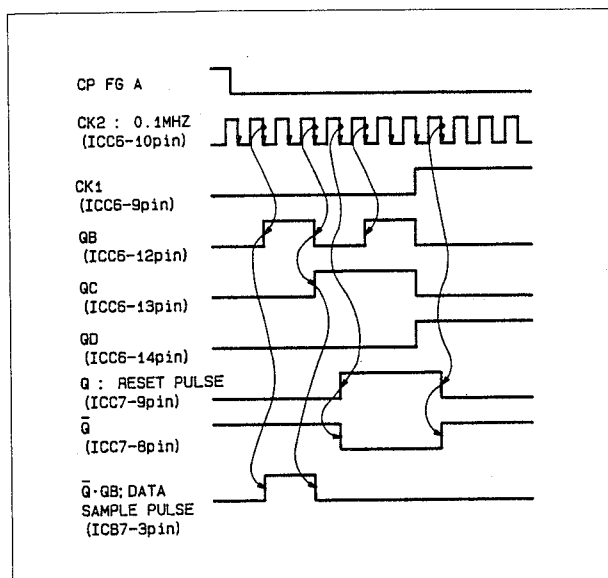 CP FG A
CK2 : 0.1MHZ
(ICC6-10pin)
CK1
(ICC6-9pin)
QB
(ICC6-12pin)
QC
(ICC6-13pin)
QD
(ICC6-14pin)
Q : RESET PULSE
(ICC7-9pin)
Q̅
(ICC7-8pin)
Q̅·QB; DATA
SAMPLE PULSE
(ICB7-3pin)